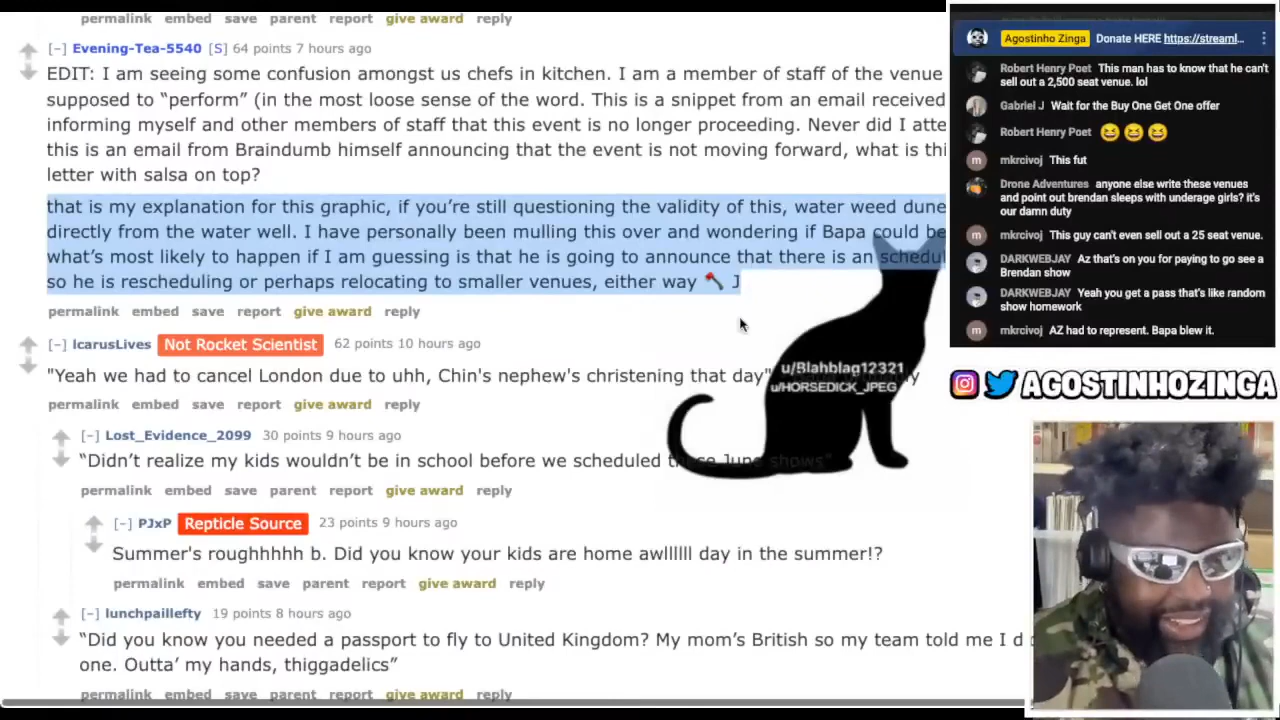 permalink embed save parent report give award reply
[-] Evening-Tea-5540 [S] 64 points 7 hours ago
EDIT: I am seeing some confusion amongst us chefs in kitchen. I am a member of staff of the venue
supposed to “perform” (in the most loose sense of the word. This is a snippet from an email received
informing myself and other members of staff that this event is no longer proceeding. Never did I atte
this is an email from Braindumb himself announcing that the event is not moving forward, what is thi
letter with salsa on top?
that is my explanation for this graphic, if you’re still questioning the validity of this, water weed dune
directly from the water well. I have personally been mulling this over and wondering if Bapa could be
what’s most likely to happen if I am guessing is that he is going to announce that there is an schedul
so he is rescheduling or perhaps relocating to smaller venues, either way 🪓 J
permalink embed save report give award reply
[-] IcarusLives Not Rocket Scientist 62 points 10 hours ago
"Yeah we had to cancel London due to uhh, Chin's nephew's christening that day"
permalink embed save report give award reply
[-] Lost_Evidence_2099 30 points 9 hours ago
“Didn’t realize my kids wouldn’t be in school before we scheduled these June shows”
permalink embed save parent report give award reply
[-] PJxP Repticle Source 23 points 9 hours ago
Summer's roughhhhh b. Did you know your kids are home awllllll day in the summer!?
permalink embed save parent report give award reply
[-] lunchpaillefty 19 points 8 hours ago
“Did you know you needed a passport to fly to United Kingdom? My mom’s British so my team told me I d
one. Outta’ my hands, thiggadelics”
permalink embed save parent report give award reply
u/Blahblag12321
u/HORSEDICK_JPEG
Agostinho Zinga Donate HERE https://streaml...
Robert Henry Poet This man has to know that he can't
sell out a 2,500 seat venue. lol
Gabriel J Wait for the Buy One Get One offer
Robert Henry Poet 😆😆😆
m mkrcivoj This fut
Drone Adventures anyone else write these venues
and point out brendan sleeps with underage girls? it's
our damn duty
m mkrcivoj This guy can't even sell out a 25 seat venue.
DARKWEBJAY Az that's on you for paying to go see a
Brendan show
DARKWEBJAY Yeah you get a pass that's like random
show homework
m mkrcivoj AZ had to represent. Bapa blew it.
AGOSTINHOZINGA